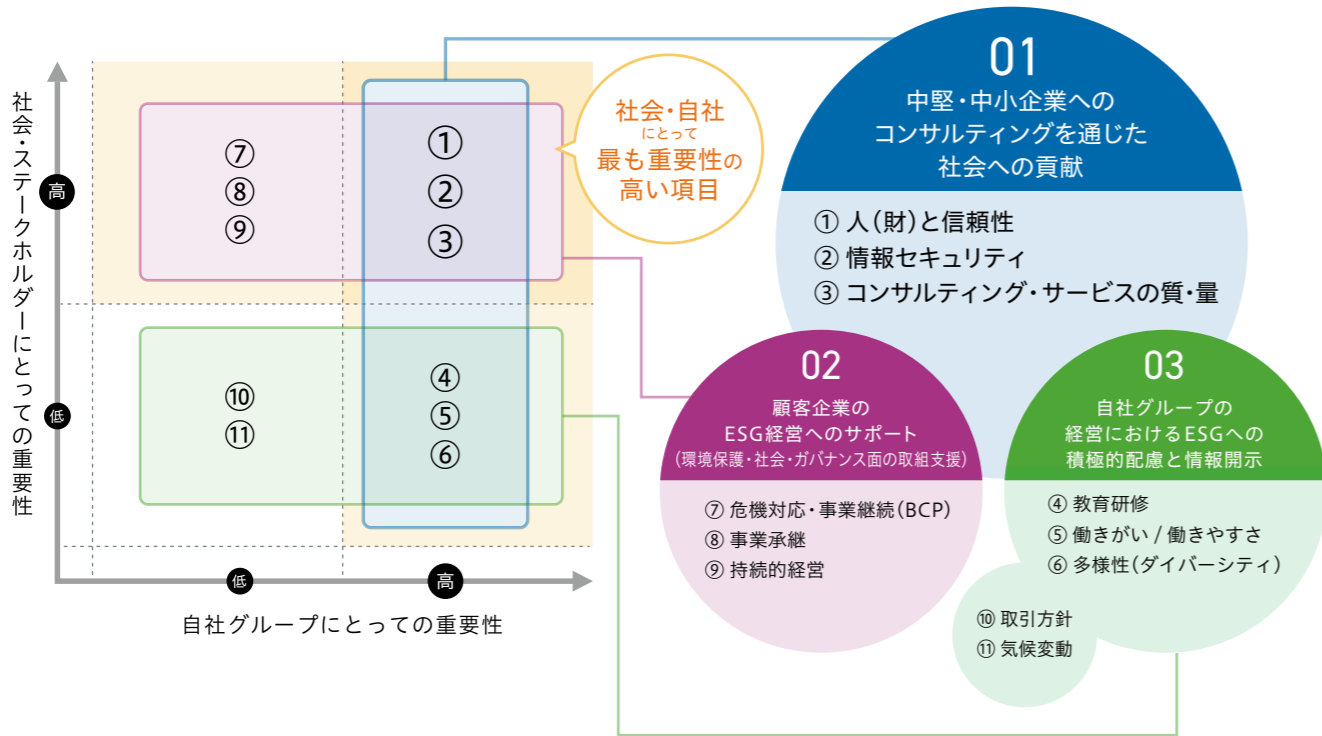 社会・ステークホルダーにとっての重要性
高
低
⑦
⑧
⑨
①
②
③
⑩
⑪
④
⑤
⑥
低
高
自社グループにとっての重要性
社会・自社
にとって
最も重要性の
高い項目
01
中堅・中小企業への
コンサルティングを通じた
社会への貢献
① 人(財)と信頼性
② 情報セキュリティ
③ コンサルティング・サービスの質・量
02
顧客企業の
ESG経営へのサポート
(環境保護・社会・ガバナンス面の取組支援)
⑦ 危機対応・事業継続(BCP)
⑧ 事業承継
⑨ 持続的経営
03
自社グループの
経営におけるESGへの
積極的配慮と情報開示
④ 教育研修
⑤ 働きがい / 働きやすさ
⑥ 多様性(ダイバーシティ)
⑩ 取引方針
⑪ 気候変動